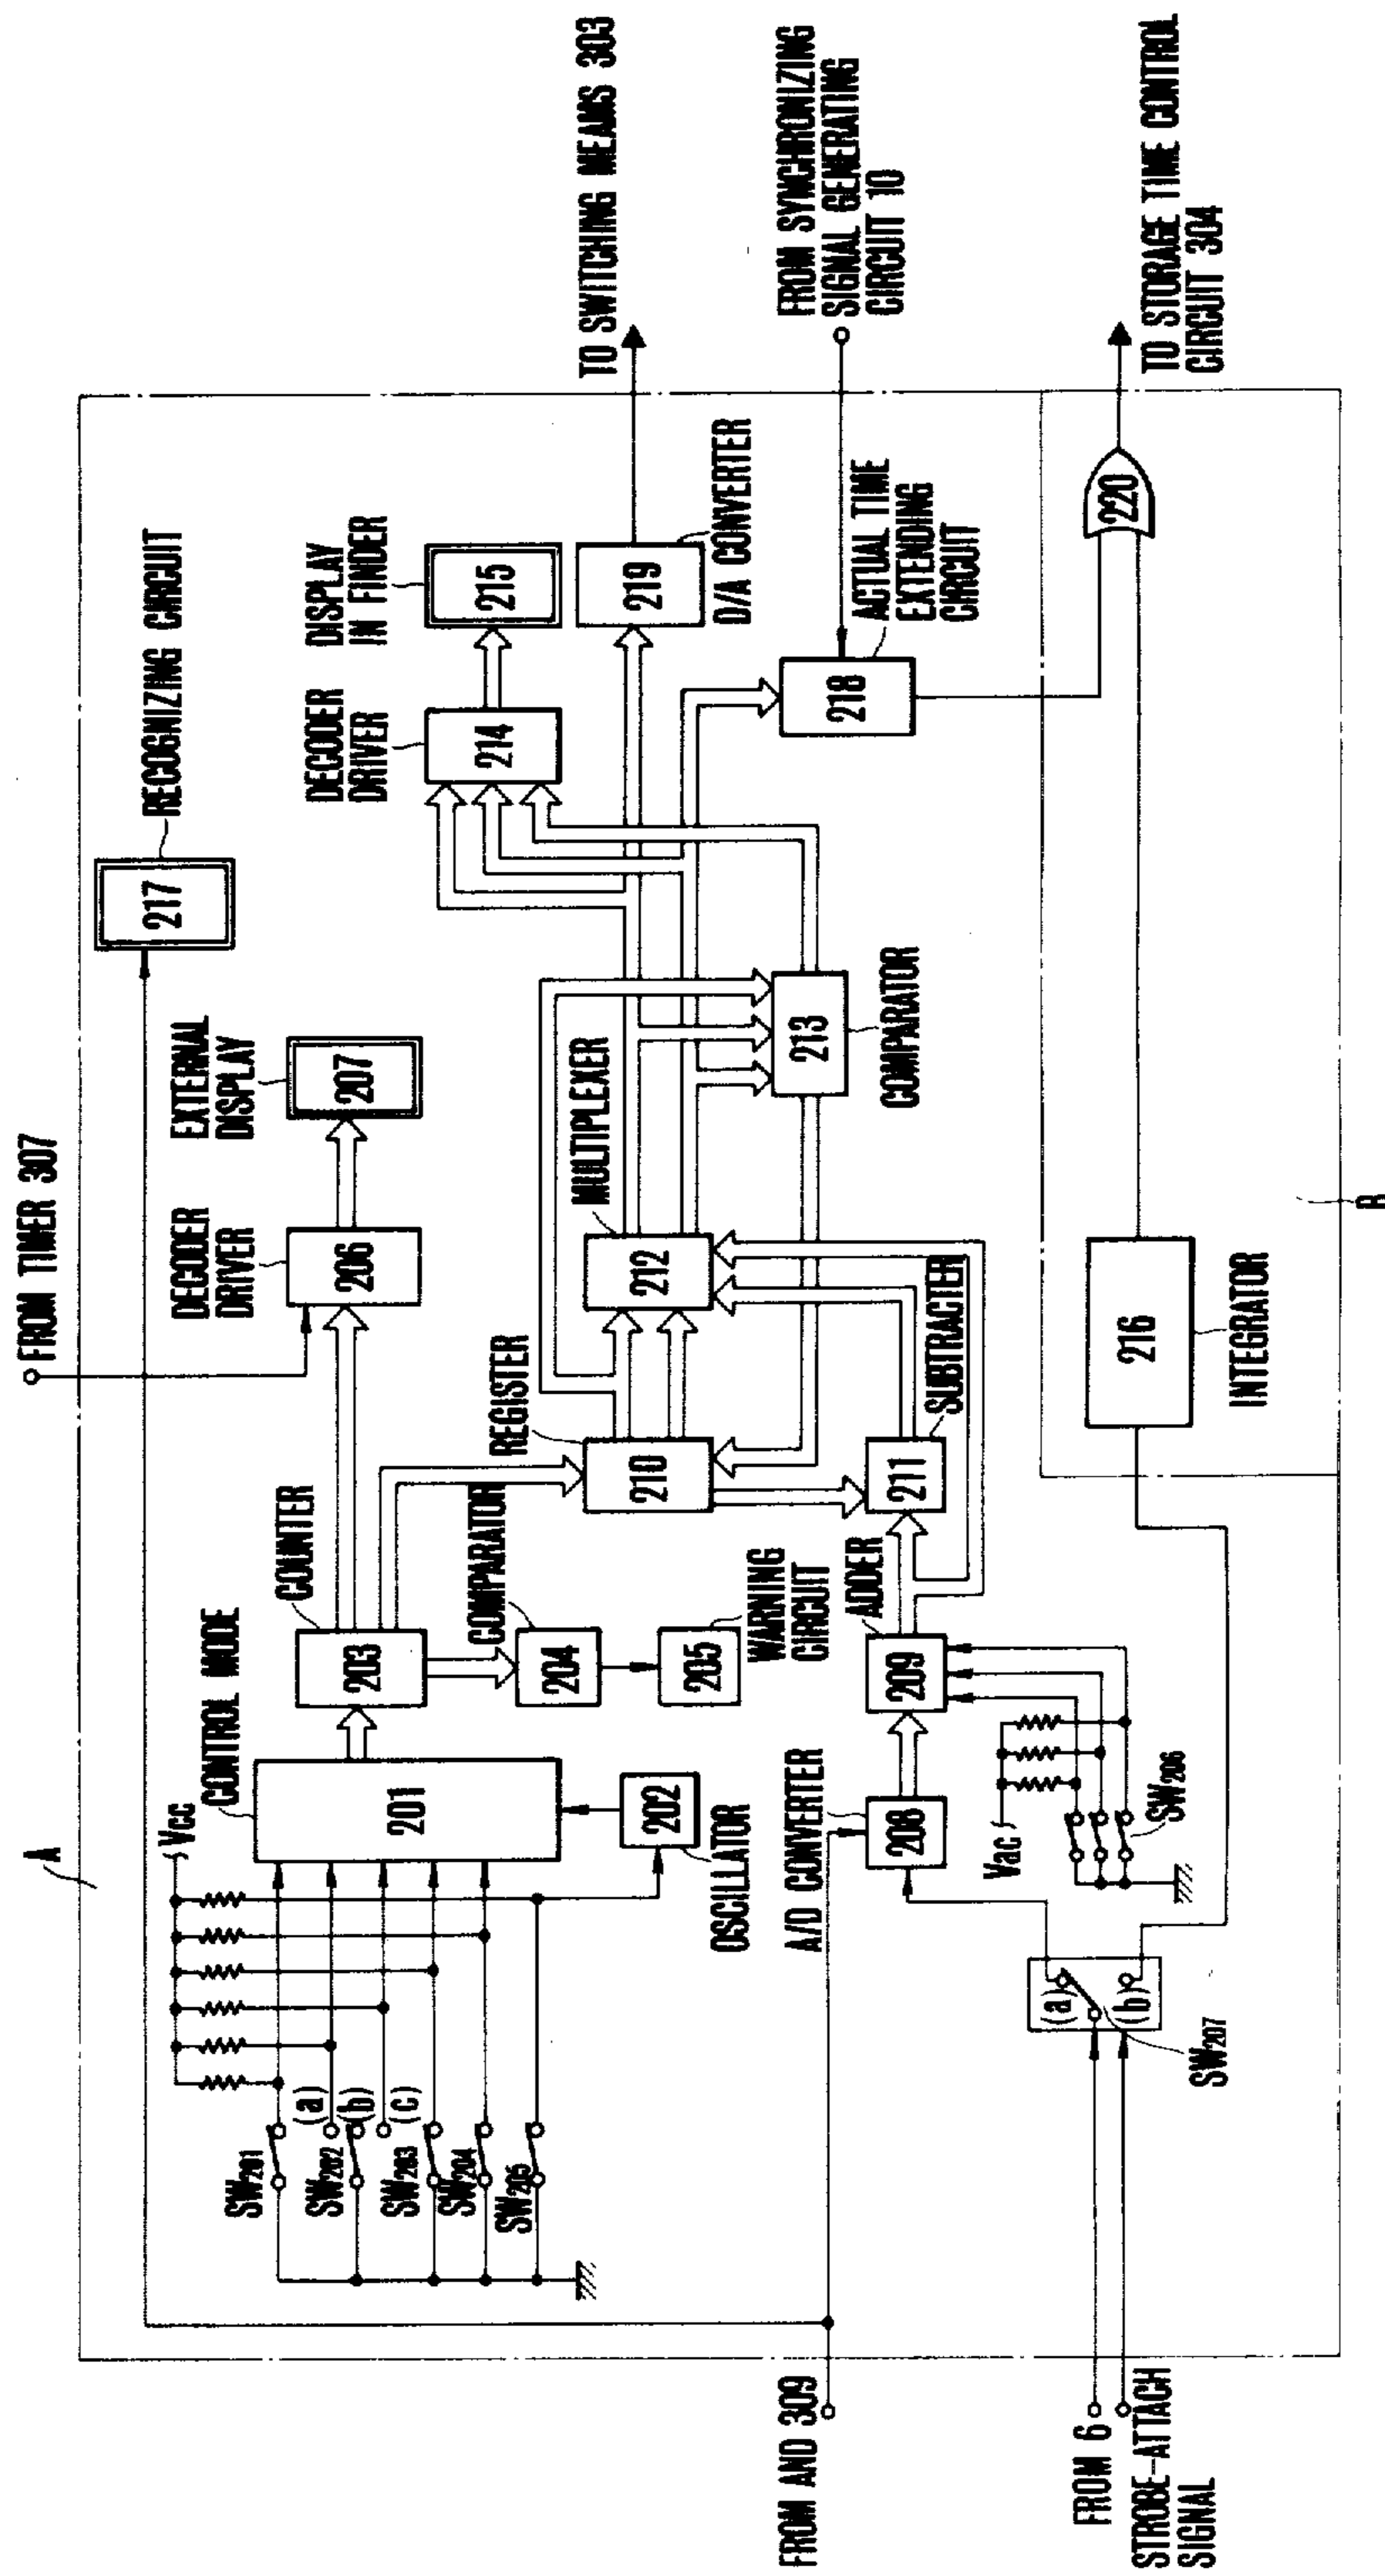 A
FROM TIMER 307
RECOGNIZING CIRCUIT
217
CONTROL MODE
COUNTER
DECODER
DRIVER
EXTERNAL
DISPLAY
Vcc
201
203
206
207
SW201
(a)
SW202
(b)
(c)
SW203
SW204
SW205
202
OSCILLATOR
COMPARATOR
204
205
WARNING
CIRCUIT
REGISTER
210
MULTIPLEXER
212
DECODER
DRIVER
214
DISPLAY
IN FINDER
215
219
D/A CONVERTER
TO SWITCHING MEAMS 303
213
COMPARATOR
A/D CONVERTER
208
ADDER
209
211
SUBTRACTER
218
ACTUAL TIME
EXTENDING
CIRCUIT
FROM SYNCHRONIZING
SIGNAL GENERATING
CIRCUIT 10
FROM AND 309
Vac
SW206
(a)
(b)
SW207
FROM 6
STROBE-ATTACH
SIGNAL
216
INTEGRATOR
220
TO STORAGE TIME CONTROL
CIRCUIT 304
B